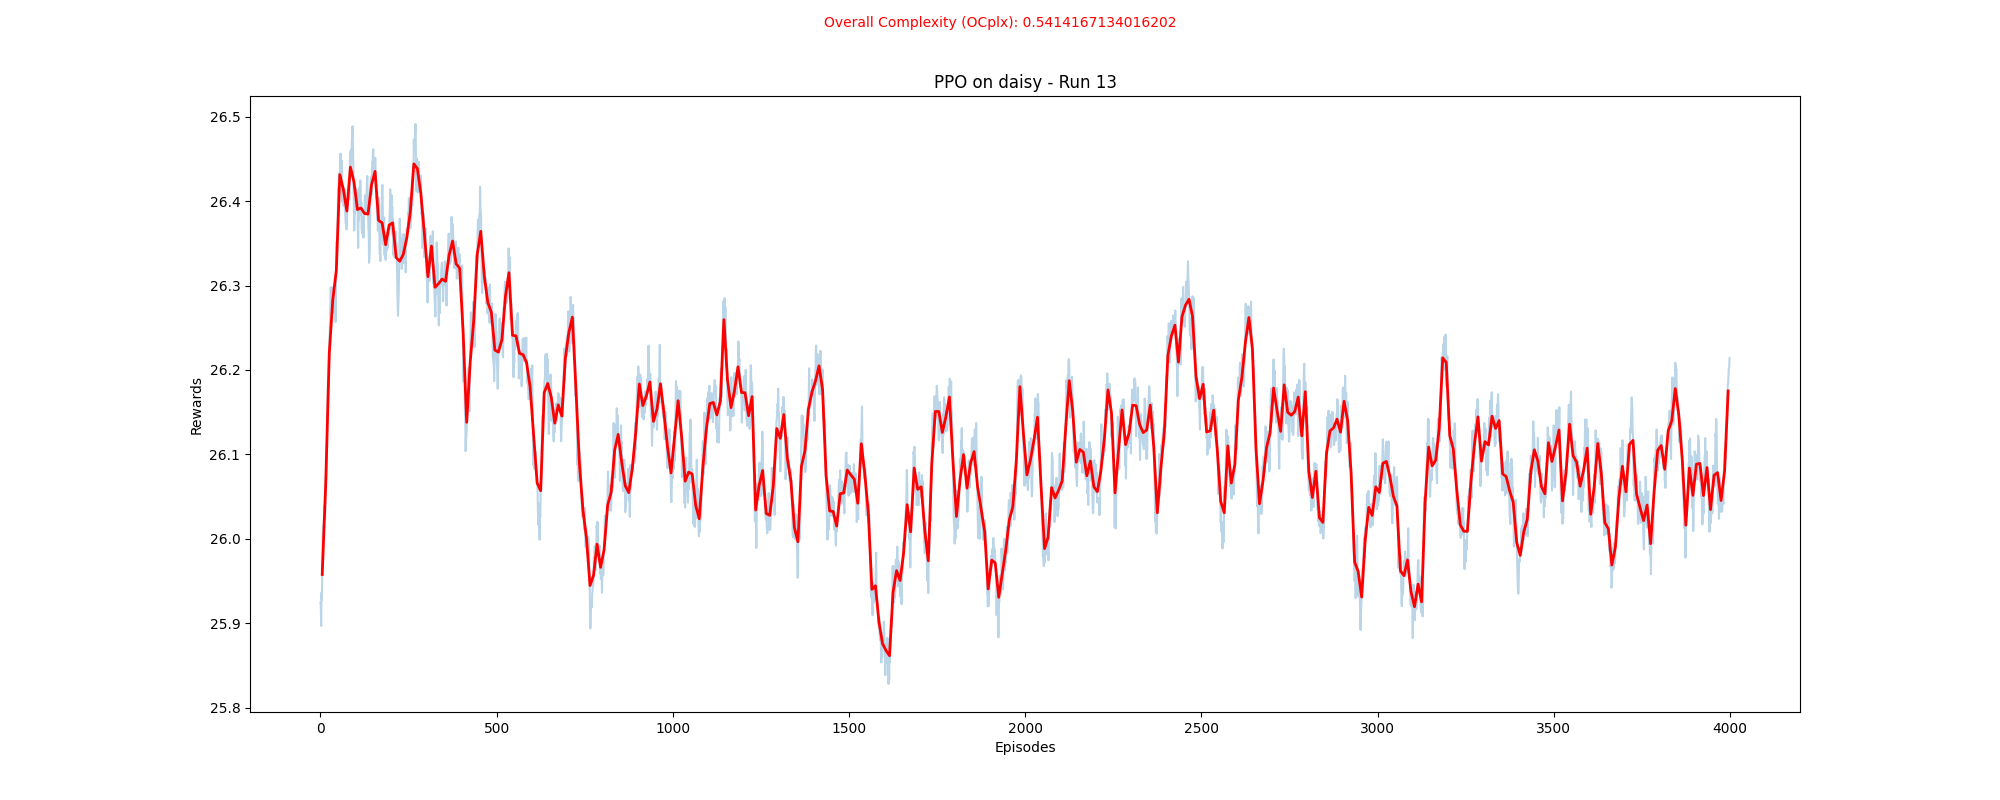 Overall Complexity (OCplx): 0.5414167134016202
PPO on daisy - Run 13
26.5
26.4
26.3
26.2
26.1
26.0
25.9
25.8
Rewards
0 500 1000 1500 2000 2500 3000 3500 4000
Episodes